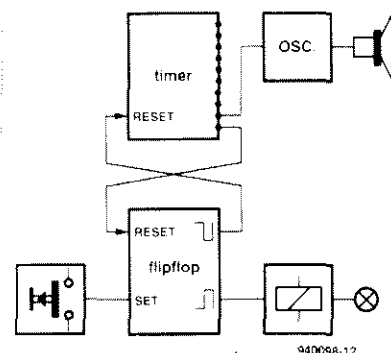 timer
OSC.
RESET
RESET
flipflop
SET
940098-12